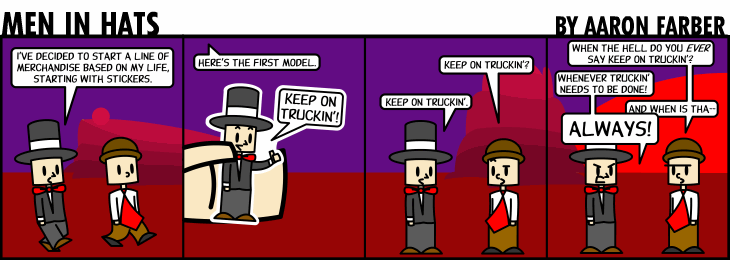 MEN IN HATS
BY AARON FARBER
I'VE DECIDED TO START A LINE OF
MERCHANDISE BASED ON MY LIFE,
STARTING WITH STICKERS.
HERE'S THE FIRST MODEL.
KEEP ON
TRUCKIN'!
KEEP ON TRUCKIN'?
KEEP ON TRUCKIN'.
WHEN THE HELL DO YOU EVER
SAY KEEP ON TRUCKIN'?
WHENEVER TRUCKIN'
NEEDS TO BE DONE!
AND WHEN IS THA--
ALWAYS!